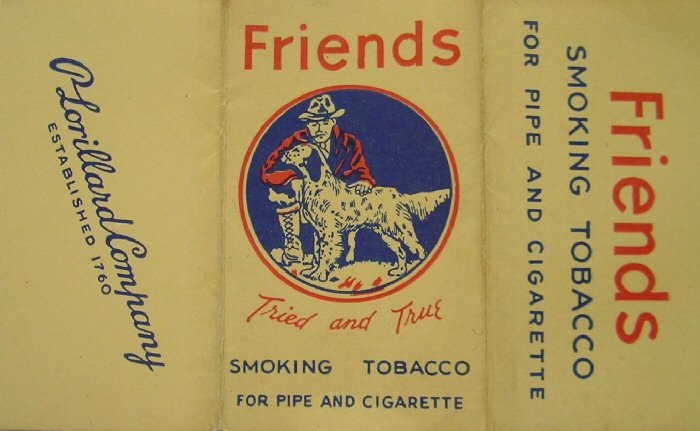 P. Lorillard Company
ESTABLISHED 1760
Friends
Tried and True
SMOKING TOBACCO
FOR PIPE AND CIGARETTE
Friends
SMOKING TOBACCO
FOR PIPE AND CIGARETTE